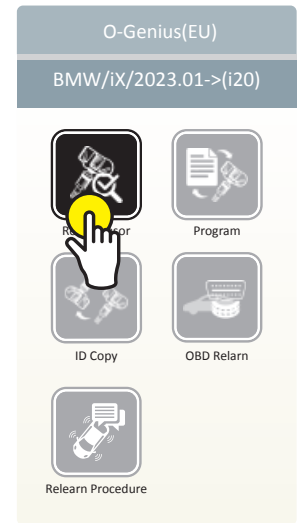 O-Genius(EU)
BMW/iX/2023.01->(i20)
Program
ID Copy
OBD Relarn
Relearn Procedure